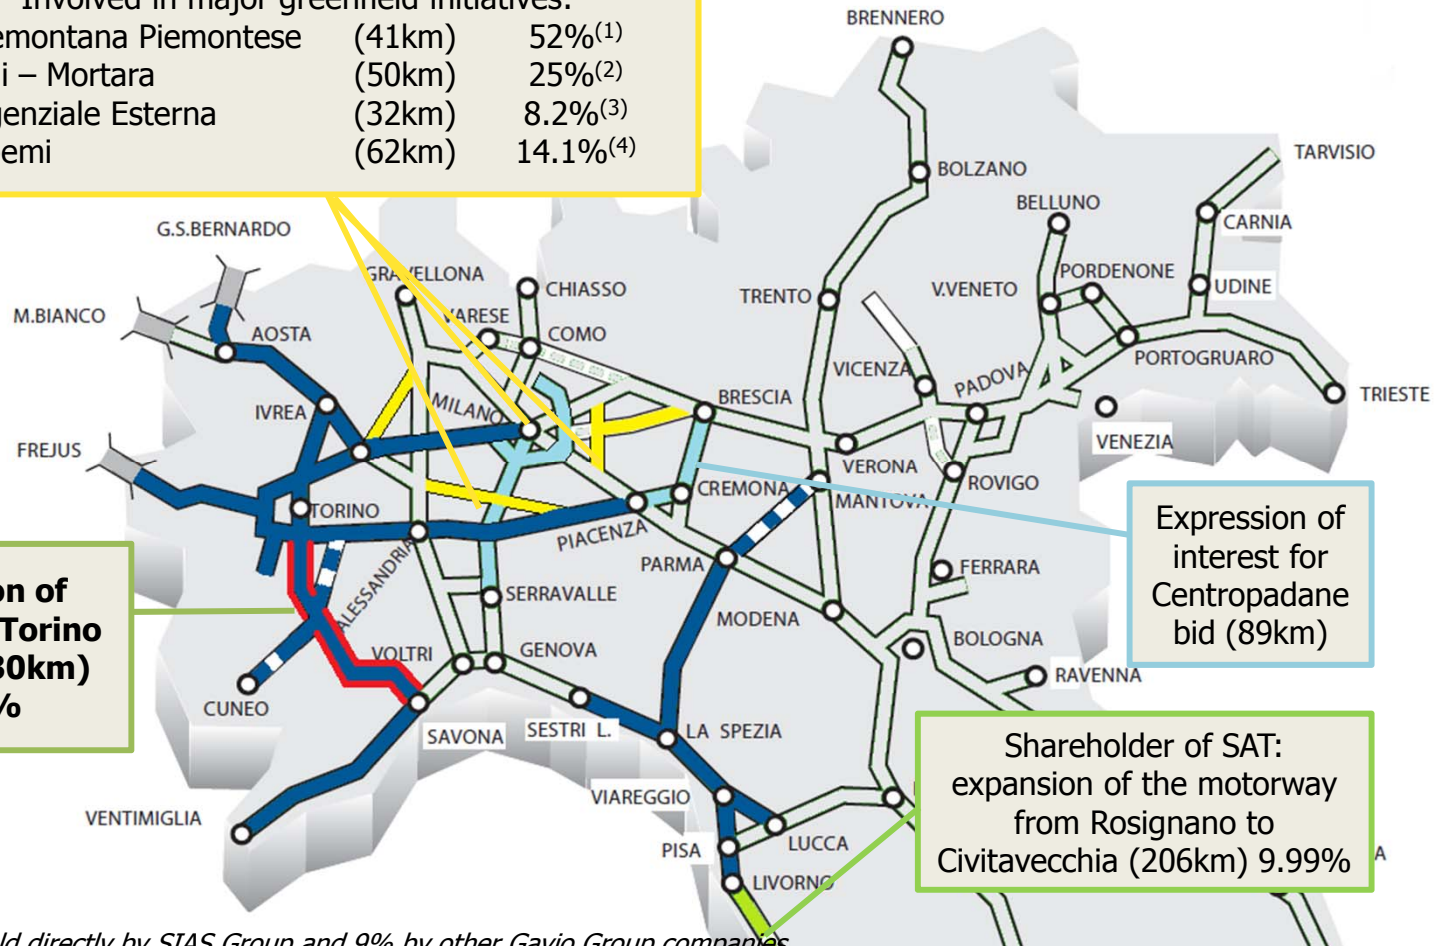 Involved in major greenfield initiatives:
emontana Piemontese (41km) 52%(1)
i – Mortara (50km) 25%(2)
genziale Esterna (32km) 8.2%(3)
emi (62km) 14.1%(4)
BRENNERO
BOLZANO
TARVISIO
BELLUNO
CARNIA
G.S.BERNARDO
GRAVELLONA
CHIASSO
TRENTO
V.VENETO
PORDENONE
UDINE
M.BIANCO
AOSTA
VARESE
COMO
VICENZA
PADOVA
PORTOGRUARO
TRIESTE
IVREA
MILANO
BRESCIA
VENEZIA
FREJUS
VERONA
ROVIGO
TORINO
CREMONA
MANTOVA
PIACENZA
ALESSANDRIA
PARMA
FERRARA
Expression of
interest for
Centropadane
bid (89km)
on of
Torino
30km)
%
SERRAVALLE
MODENA
BOLOGNA
VOLTRI
GENOVA
RAVENNA
CUNEO
SAVONA
SESTRI L.
LA SPEZIA
Shareholder of SAT:
expansion of the motorway
from Rosignano to
Civitavecchia (206km) 9.99%
VIAREGGIO
VENTIMIGLIA
LUCCA
PISA
A
LIVORNO
ld directly by SIAS Group and 9% by other Gavio Group companies